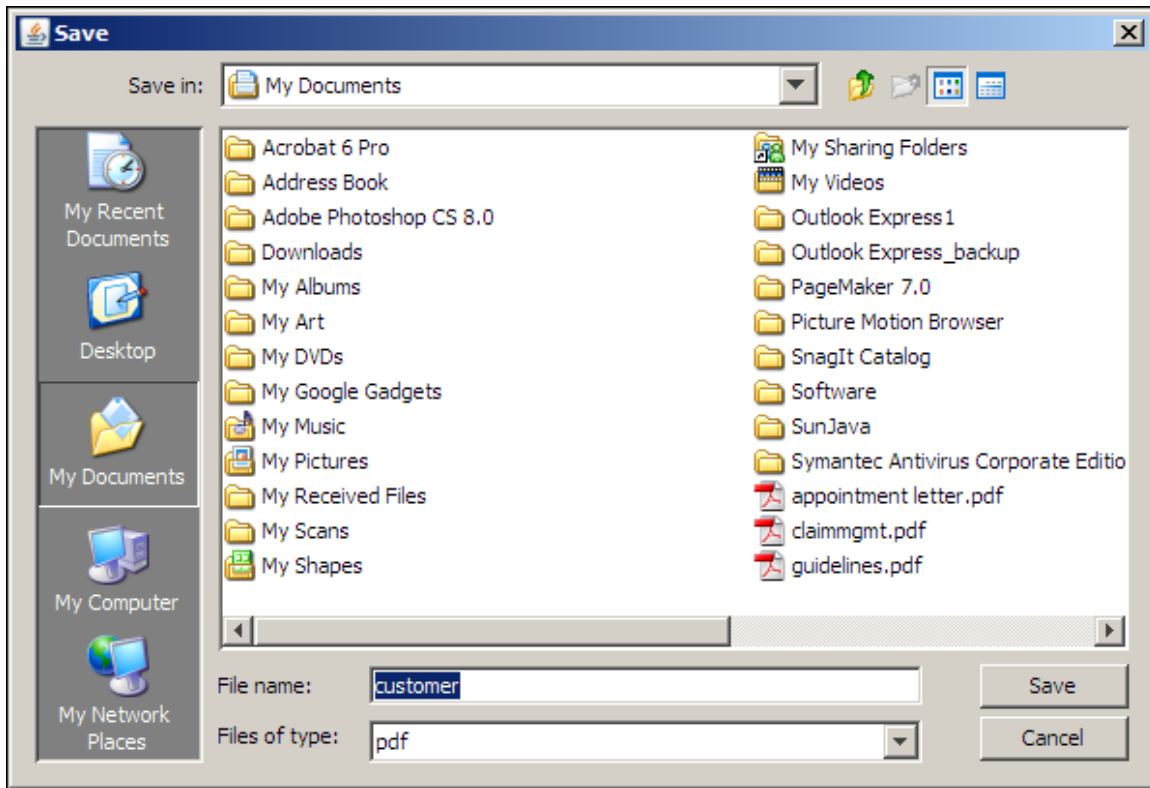 Save
Save in:
My Documents
My Recent
Documents
Desktop
My Documents
My Computer
My Network
Places
Acrobat 6 Pro
Address Book
Adobe Photoshop CS 8.0
Downloads
My Albums
My Art
My DVDs
My Google Gadgets
My Music
My Pictures
My Received Files
My Scans
My Shapes
My Sharing Folders
My Videos
Outlook Express1
Outlook Express_backup
PageMaker 7.0
Picture Motion Browser
SnagIt Catalog
Software
SunJava
Symantec Antivirus Corporate Editio
appointment letter.pdf
claimmgmt.pdf
guidelines.pdf
File name:
customer
Save
Files of type:
pdf
Cancel